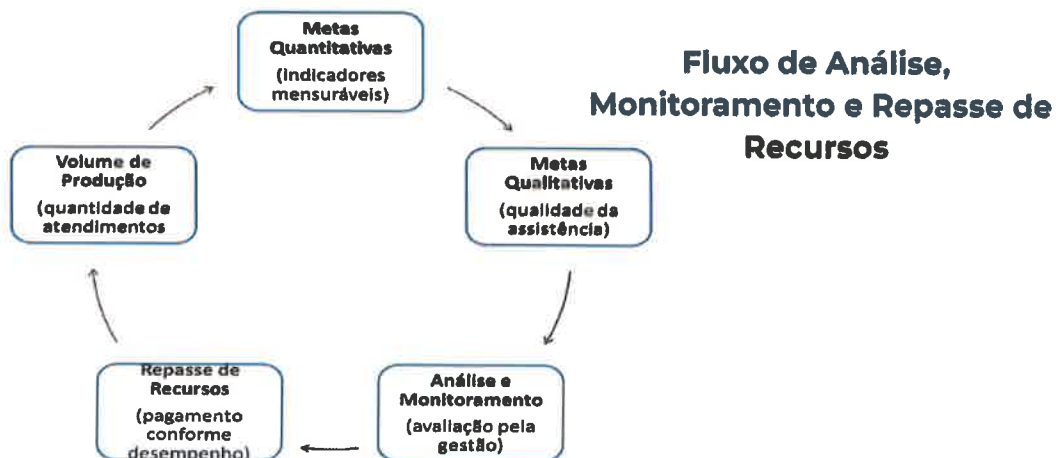 Metas
Quantitativas
(indicadores
mensuráveis)
Fluxo de Análise,
Monitoramento e Repasse de
Recursos
Metas
Qualitativas
(qualidade da
assistência)
Análise e
Monitoramento
(avaliação pela
gestão)
Repasse de
Recursos
(pagamento
conforme
desempenho)
Volume de
Produção
(quantidade de
atendimentos